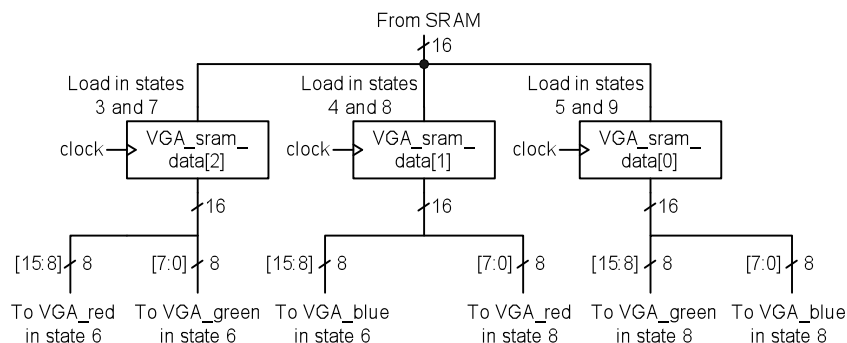 From SRAM
16
Load in states
3 and 7
Load in states
4 and 8
Load in states
5 and 9
clock
VGA_sram_
data[2]
clock
VGA_sram_
data[1]
clock
VGA_sram_
data[0]
16
16
16
[15:8] 8
[7:0] 8
[15:8] 8
[7:0] 8
[15:8] 8
[7:0] 8
To VGA_red
in state 6
To VGA_green
in state 6
To VGA_blue
in state 6
To VGA_red
in state 8
To VGA_green
in state 8
To VGA_blue
in state 8